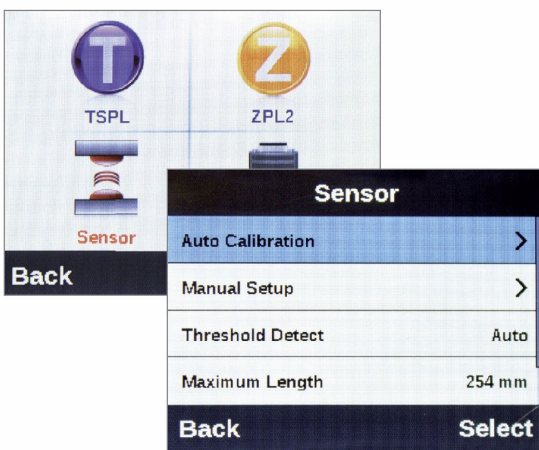 T
Z
TSPL
ZPL2
Sensor
Back
Sensor
Auto Calibration
Manual Setup
Threshold Detect Auto
Maximum Length 254 mm
Back Select